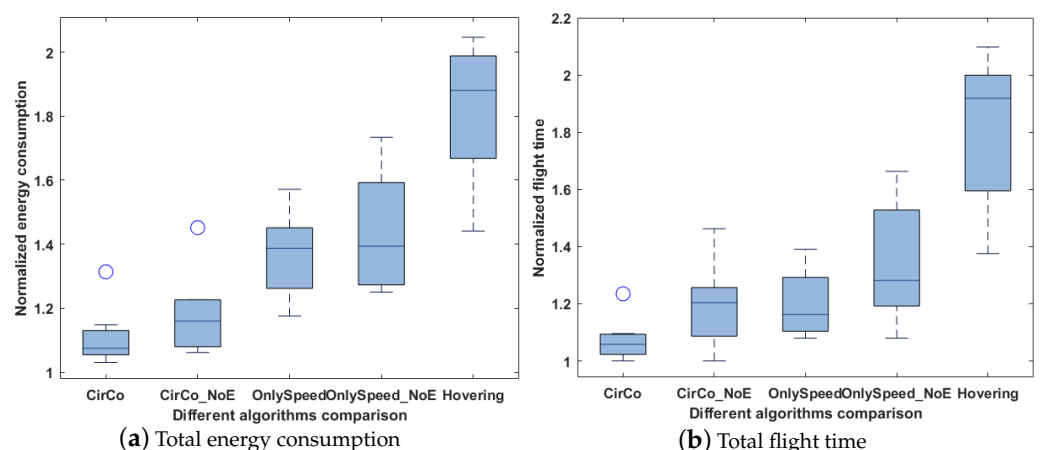 2
1.8
1.6
1.4
1.2
1
Normalized energy consumption
CirCo CirCo_NoE OnlySpeed OnlySpeed_NoE Hovering
Different algorithms comparison
(a) Total energy consumption
2.2
2
1.8
1.6
1.4
1.2
1
Normalized flight time
CirCo CirCo_NoE OnlySpeed OnlySpeed_NoE Hovering
Different algorithms comparison
(b) Total flight time